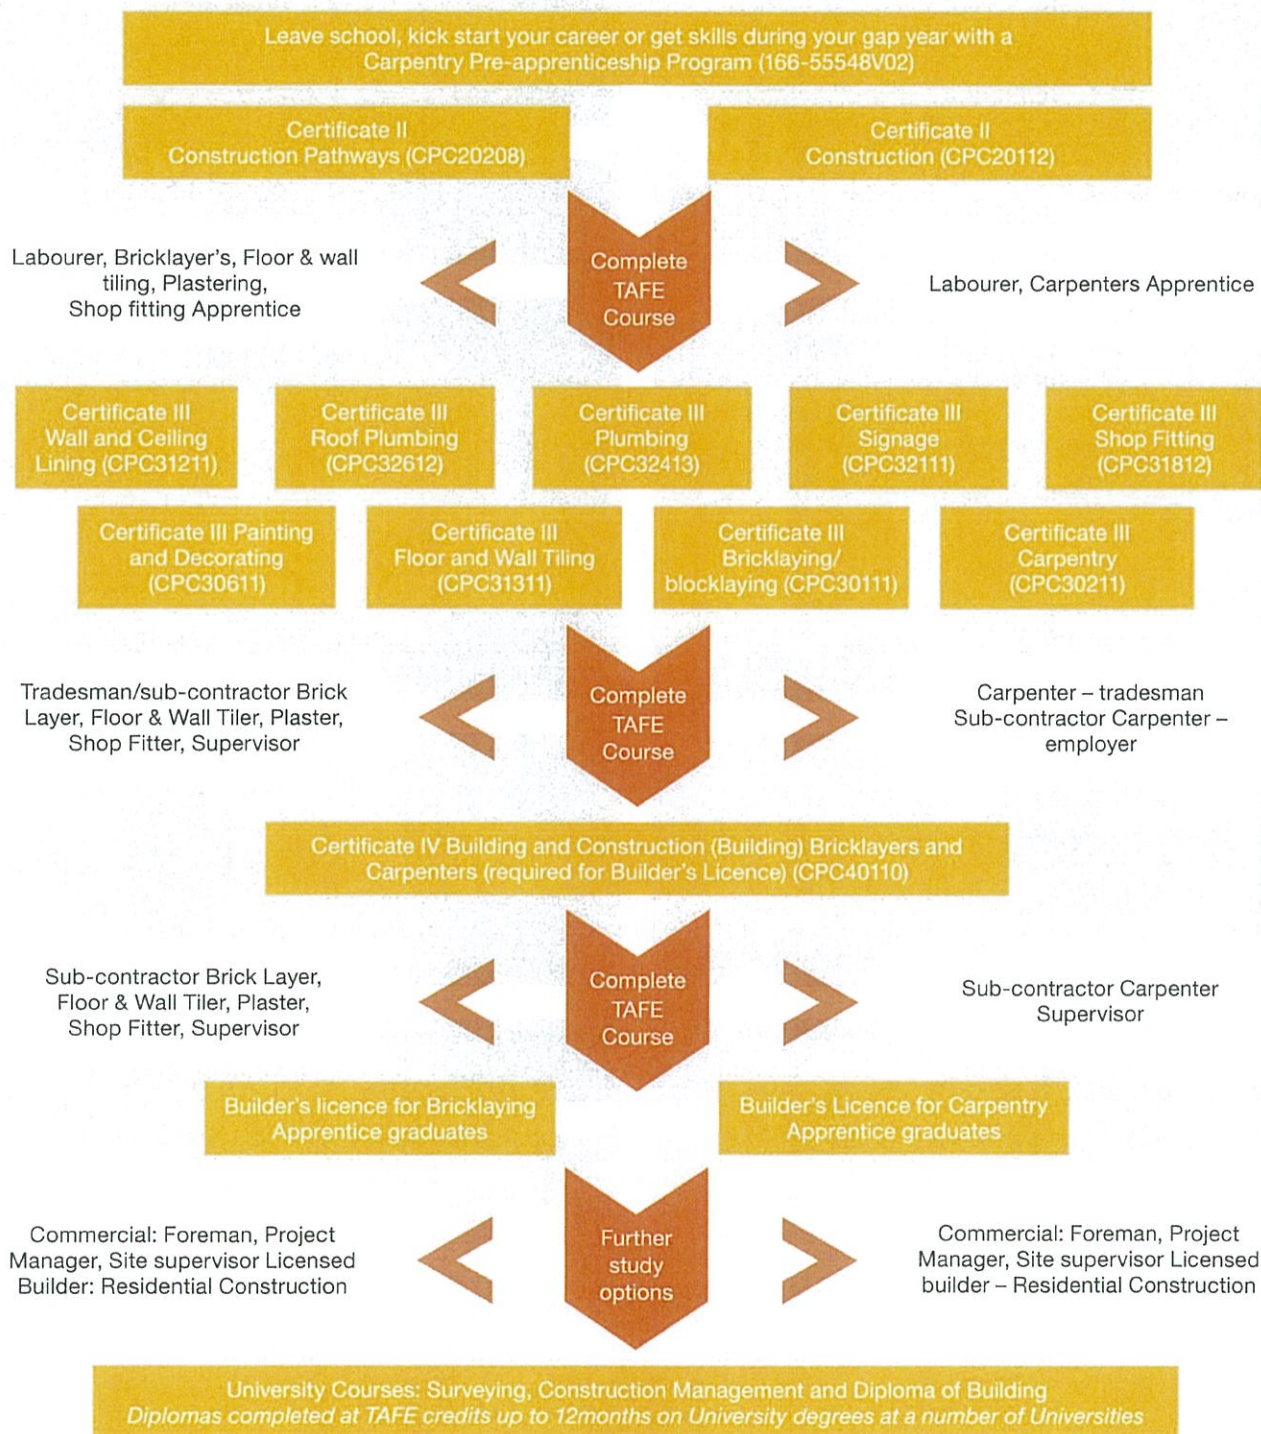 Leave school, kick start your career or get skills during your gap year with a
Carpentry Pre-apprenticeship Program (166-55548V02)
Certificate II
Construction Pathways (CPC20208)
Certificate II
Construction (CPC20112)
Labourer, Bricklayer's, Floor & wall
tiling, Plastering,
Shop fitting Apprentice
Complete
TAFE
Course
Labourer, Carpenters Apprentice
Certificate III
Wall and Ceiling
Lining (CPC31211)
Certificate III
Roof Plumbing
(CPC32612)
Certificate III
Plumbing
(CPC32413)
Certificate III
Signage
(CPC32111)
Certificate III
Shop Fitting
(CPC31812)
Certificate III Painting
and Decorating
(CPC30611)
Certificate III
Floor and Wall Tiling
(CPC31311)
Certificate III
Bricklaying/
blocklaying (CPC30111)
Certificate III
Carpentry
(CPC30211)
Tradesman/sub-contractor Brick
Layer, Floor & Wall Tiler, Plaster,
Shop Fitter, Supervisor
Complete
TAFE
Course
Carpenter – tradesman
Sub-contractor Carpenter –
employer
Certificate IV Building and Construction (Building) Bricklayers and
Carpenters (required for Builder's Licence) (CPC40110)
Sub-contractor Brick Layer,
Floor & Wall Tiler, Plaster,
Shop Fitter, Supervisor
Complete
TAFE
Course
Sub-contractor Carpenter
Supervisor
Builder's licence for Bricklaying
Apprentice graduates
Builder's Licence for Carpentry
Apprentice graduates
Commercial: Foreman, Project
Manager, Site supervisor Licensed
Builder: Residential Construction
Further
study
options
Commercial: Foreman, Project
Manager, Site supervisor Licensed
builder – Residential Construction
University Courses: Surveying, Construction Management and Diploma of Building
Diplomas completed at TAFE credits up to 12months on University degrees at a number of Universities